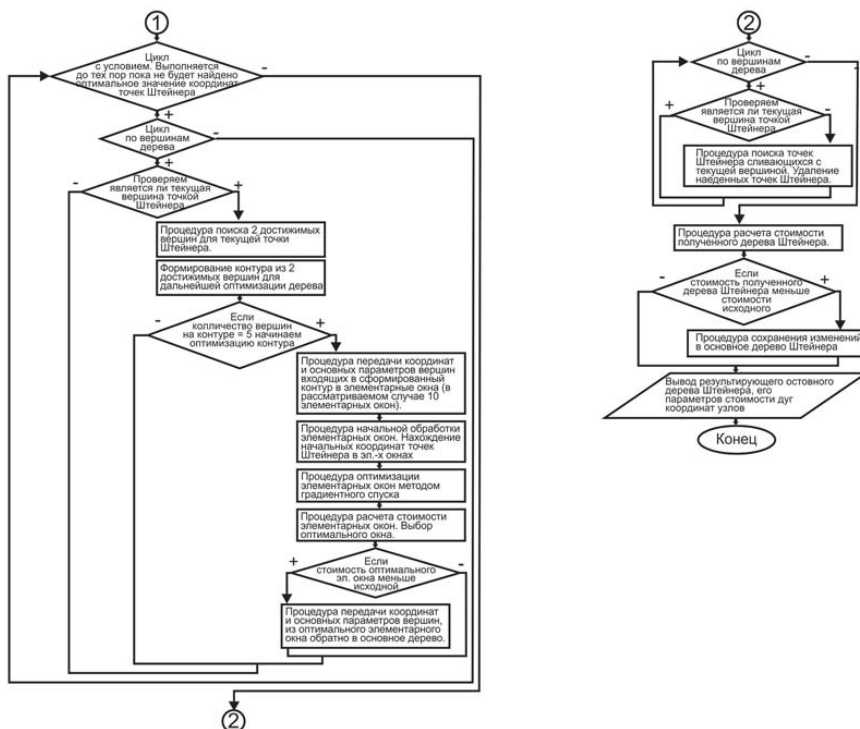 1
Цикл
с условием. Выполняется
до тех пор пока не будет найдено
оптимальное значение координат
точек Штейнера
-
+
Цикл
по вершинам
дерева
-
+
Проверяем
является ли текущая
вершина точкой
Штейнера
-
+
Процедура поиска 2 достижимых
вершин для текущей точки
Штейнера.
Формирование контура из 2
достижимых вершин для
дальнейшей оптимизации дерева
Если
колличество вершин
на контуре = 5 начинаем
оптимизацию контура
-
+
Процедура передачи координат
и основных параметров вершин
входящих в сформированный
контур в элементарные окна (в
рассматриваемом случае 10
элементарных окон).
Процедура начальной обработки
элементарных окон. Нахождение
начальных координат точек
Штейнера в эл.-х окнах
Процедура оптимизации
элементарных окон методом
градиентного спуска
Процедура расчета стоимости
элементарных окон. Выбор
оптимального окна.
Если
стоимость оптимального
эл. окна меньше
исходной
+
-
Процедура передачи координат
и основных параметров вершин,
из оптимального элементарного
окна обратно в основное дерево.
2
2
Цикл
по вершинам
дерева
-
+
Проверяем
является ли текущая
вершина точкой
Штейнера
+
-
Процедура поиска точек
Штейнера сливающихся с
текущей вершиной. Удаление
наеденных точек Штейнера.
Процедура расчета стоимости
полученного дерева Штейнера.
Если
стоимость полученного
дерева Штейнера меньше
стоимости
исходного
-
+
Процедура сохранения изменений
в основное дерево Штейнера
Вывод результирующего остовного
дерева Штейнера, его
параметров стоимости дуг
координат узлов
Конец